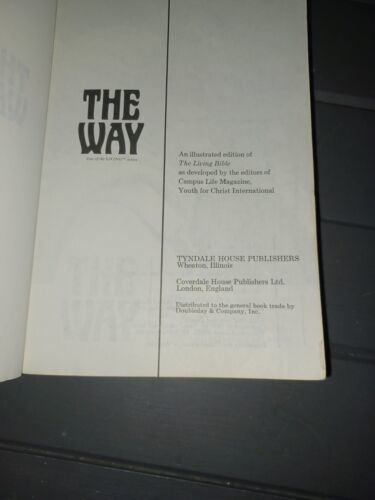 THE
WAY
An illustrated edition of
The Living Bible
as developed by the editors of
Campus Life Magazine,
Youth for Christ International
TYNDALE HOUSE PUBLISHERS
Wheaton, Illinois
Coverdale House Publishers Ltd.
London, England
Distributed to the general book trade by
Doubleday & Company, Inc.